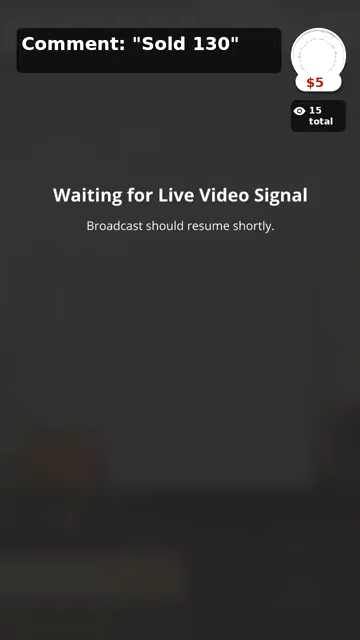 Comment: "Sold 130"
$5
15
total
Waiting for Live Video Signal
Broadcast should resume shortly.